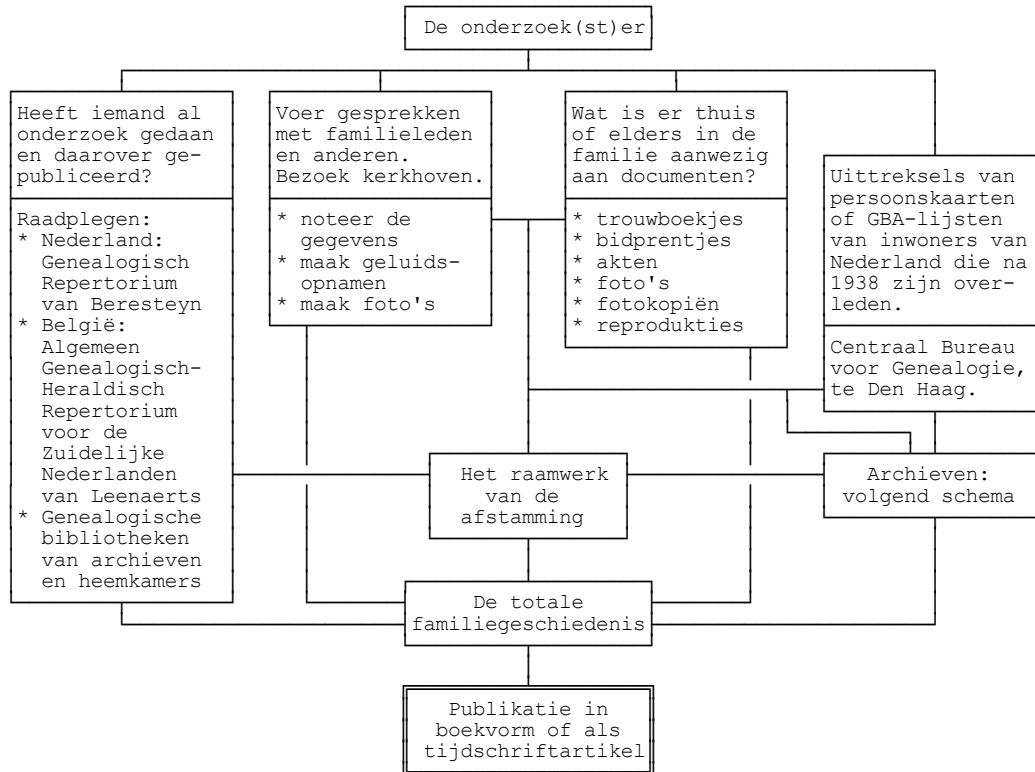 De onderzoek(st)er
Heeft iemand al
onderzoek gedaan
en daarover ge-
publiceerd?
Raadplegen:
* Nederland:
Genealogisch
Repertorium
van Beresteyn
* België:
Algemeen
Genealogisch-
Heraldisch
Repertorium
voor de
Zuidelijke
Nederlanden
van Leenaerts
* Genealogische
bibliotheken
van archieven
en heemkamers
Voer gesprekken
met familieleden
en anderen.
Bezoek kerkhoven.
* noteer de
gegevens
* maak geluids-
opnamen
* maak foto's
Wat is er thuis
of elders in de
familie aanwezig
aan documenten?
* trouwboekjes
* bidprentjes
* akten
* foto's
* fotokopiën
* reprodukties
Uittreksels van
persoonskaarten
of GBA-lijsten
van inwoners van
Nederland die na
1938 zijn over-
leden.
Centraal Bureau
voor Genealogie,
te Den Haag.
Het raamwerk
van de
afstamming
Archieven:
volgend schema
De totale
familiegeschiedenis
Publikatie in
boekvorm of als
tijdschriftartikel